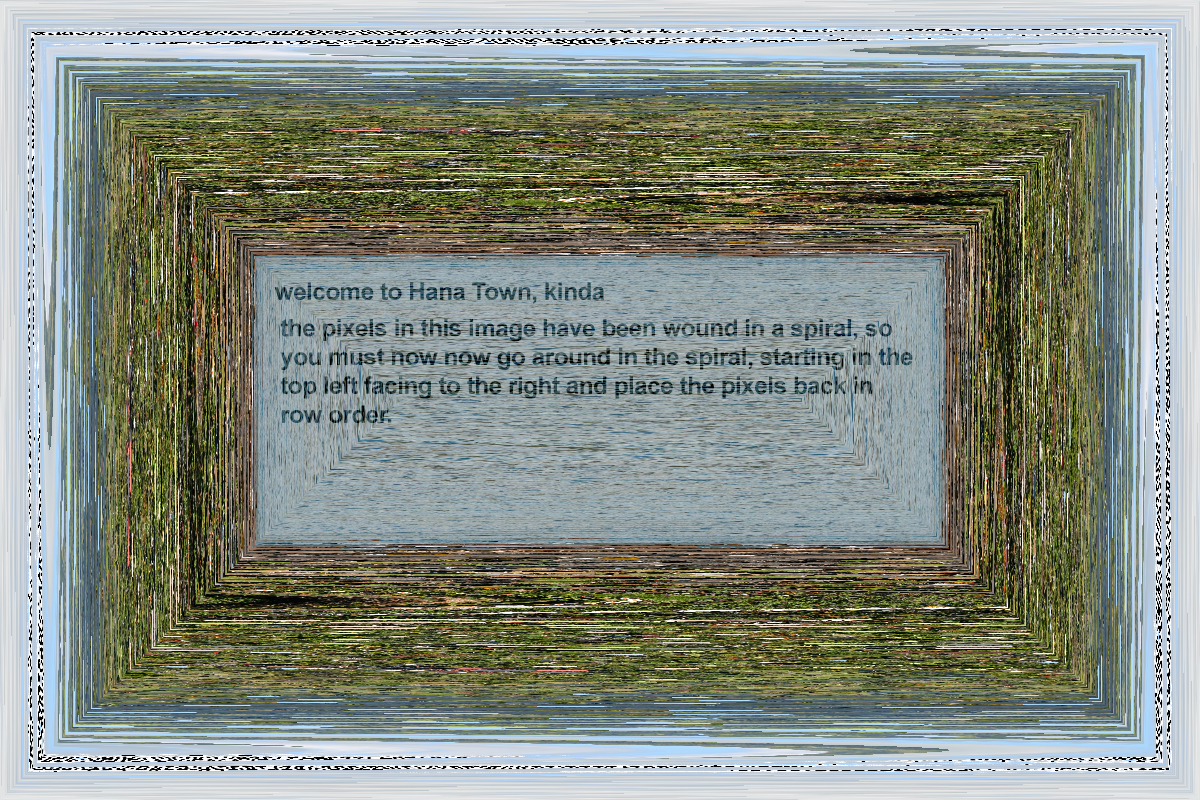 welcome to Hana Town, kinda
the pixels in this image have been wound in a spiral, so
you must now now go around in the spiral, starting in the
top left facing to the right and place the pixels back in
row order.